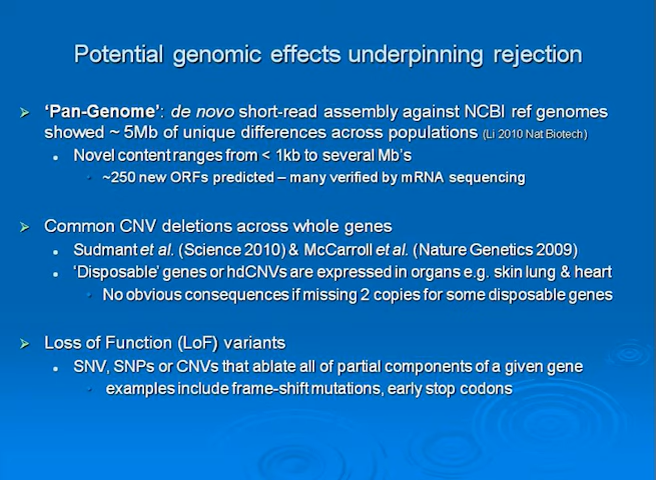 Potential genomic effects underpinning rejection
‘Pan-Genome’: de novo short-read assembly against NCBI ref genomes
showed ~ 5Mb of unique differences across populations (Li 2010 Nat Biotech)
Novel content ranges from < 1kb to several Mb’s
~250 new ORFs predicted – many verified by mRNA sequencing
Common CNV deletions across whole genes
Sudmant et al. (Science 2010) & McCarroll et al. (Nature Genetics 2009)
‘Disposable’ genes or hdCNVs are expressed in organs e.g. skin lung & heart
No obvious consequences if missing 2 copies for some disposable genes
Loss of Function (LoF) variants
SNV, SNPs or CNVs that ablate all of partial components of a given gene
examples include frame-shift mutations, early stop codons